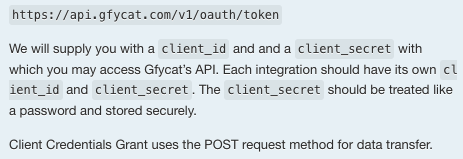 https://api.gfycat.com/v1/oauth/token
We will supply you with a client_id and and a client_secret with
which you may access Gfycat's API. Each integration should have its own cl
ient_id and client_secret. The client_secret should be treated like
a password and stored securely.
Client Credentials Grant uses the POST request method for data transfer.